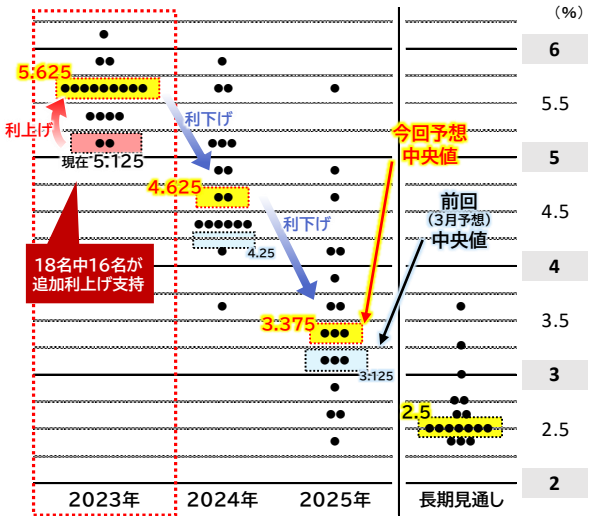 (%)
6
5.625
5.5
利上げ
利下げ
今回予想
中央値
現在 5.125
5
4.625
前回
(3月予想)
中央値
4.5
利下げ
18名中16名が
追加利上げ支持
4.25
4
3.375
3.5
3.125
3
2.5
2.5
2
2023年
2024年
2025年
長期見通し